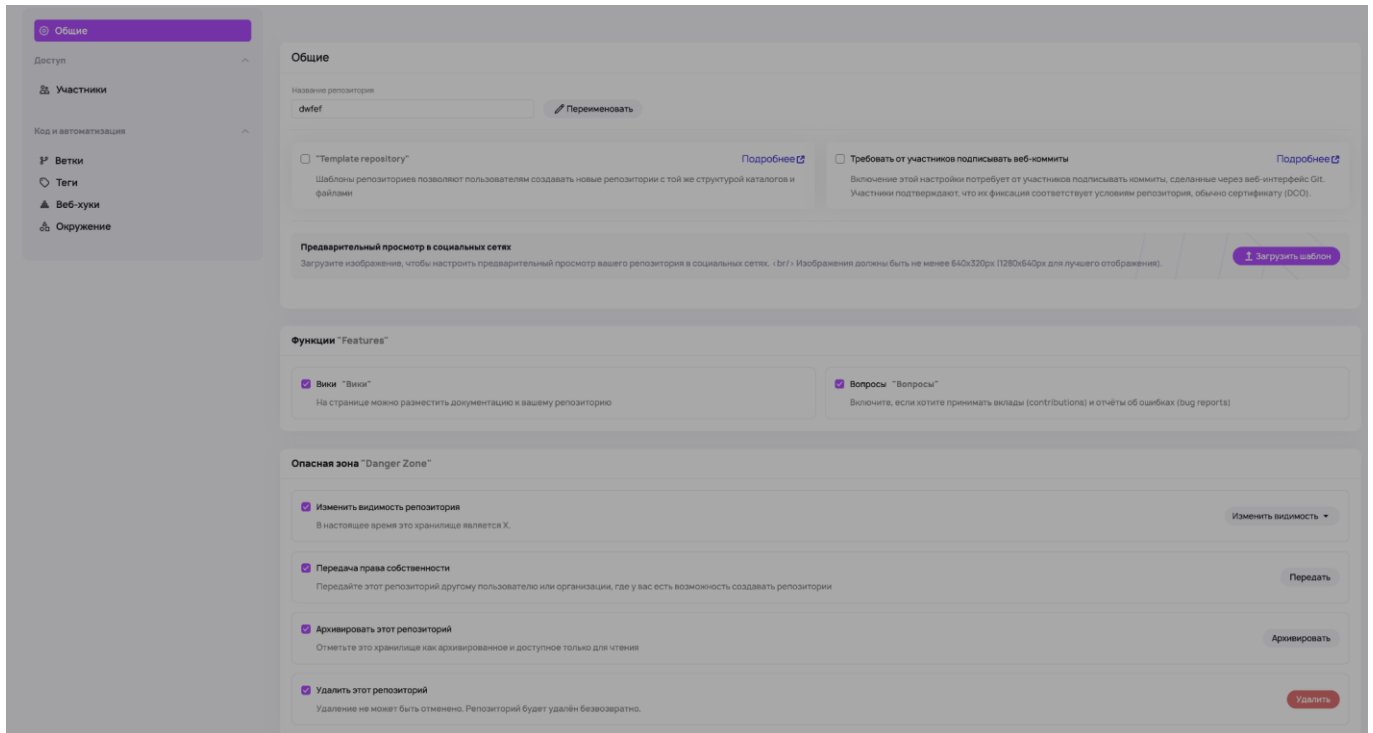 Общие
Доступ
Участники
Код и автоматизация
Ветки
Теги
Веб-хуки
Окружение
Общие
Название репозитория
dwfef
Переименовать
"Template repository"
Подробнее
Шаблоны репозиториев позволяют пользователям создавать новые репозитории с той же структурой каталогов и
файлами
Требовать от участников подписывать веб-коммиты
Подробнее
Включение этой настройки потребует от участников подписывать коммиты, сделанные через веб-интерфейс Git.
Участники подтверждают, что их фиксация соответствует условиям репозитория, обычно сертификату (DCO).
Предварительный просмотр в социальных сетях
Загрузите изображение, чтобы настроить предварительный просмотр вашего репозитория в социальных сетях. <br/> Изображения должны быть не менее 640x320px (1280x640px для лучшего отображения).
Загрузить шаблон
Функции "Features"
Вики "Вики"
На странице можно разместить документацию к вашему репозиторию
Вопросы "Вопросы"
Включите, если хотите принимать вклады (contributions) и отчёты об ошибках (bug reports)
Опасная зона "Danger Zone"
Изменить видимость репозитория
В настоящее время это хранилище является X.
Изменить видимость
Передача права собственности
Передайте этот репозиторий другому пользователю или организации, где у вас есть возможность создавать репозитории
Передать
Архивировать этот репозиторий
Отметьте это хранилище как архивированное и доступное только для чтения
Архивировать
Удалить этот репозиторий
Удаление не может быть отменено. Репозиторий будет удалён безвозвратно.
Удалить